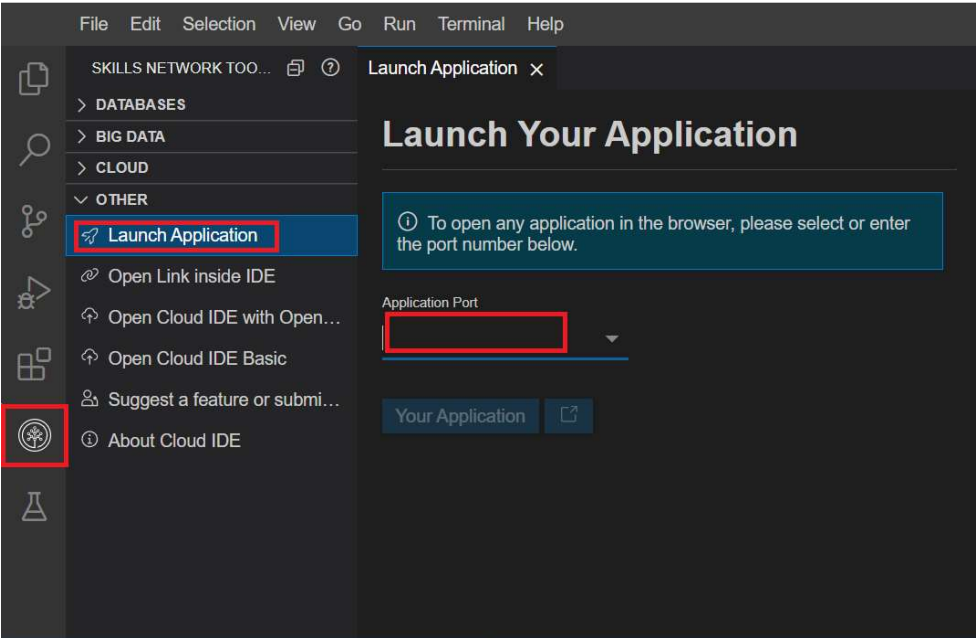 File Edit Selection View Go Run Terminal Help
SKILLS NETWORK TOO...
Launch Application
DATABASES
BIG DATA
CLOUD
OTHER
Launch Application
Open Link inside IDE
Open Cloud IDE with Open...
Open Cloud IDE Basic
Suggest a feature or submi...
About Cloud IDE
Launch Your Application
To open any application in the browser, please select or enter
the port number below.
Application Port
Your Application